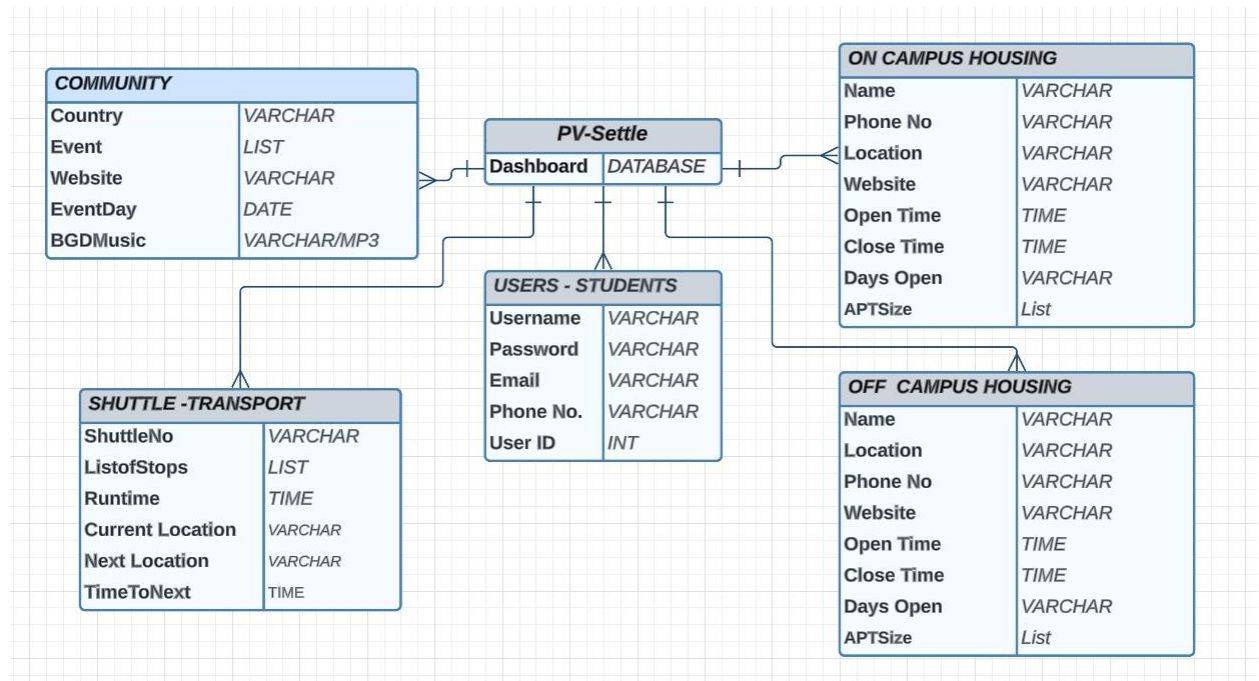 COMMUNITY
Country VARCHAR
Event LIST
Website VARCHAR
EventDay DATE
BGDMusic VARCHAR/MP3
PV-Settle
Dashboard DATABASE
ON CAMPUS HOUSING
Name VARCHAR
Phone No VARCHAR
Location VARCHAR
Website VARCHAR
Open Time TIME
Close Time TIME
Days Open VARCHAR
APTSize List
USERS - STUDENTS
Username VARCHAR
Password VARCHAR
Email VARCHAR
Phone No. VARCHAR
User ID INT
SHUTTLE -TRANSPORT
ShuttleNo VARCHAR
ListofStops LIST
Runtime TIME
Current Location VARCHAR
Next Location VARCHAR
TimeToNext TIME
OFF CAMPUS HOUSING
Name VARCHAR
Location VARCHAR
Phone No VARCHAR
Website VARCHAR
Open Time TIME
Close Time TIME
Days Open VARCHAR
APTSize List